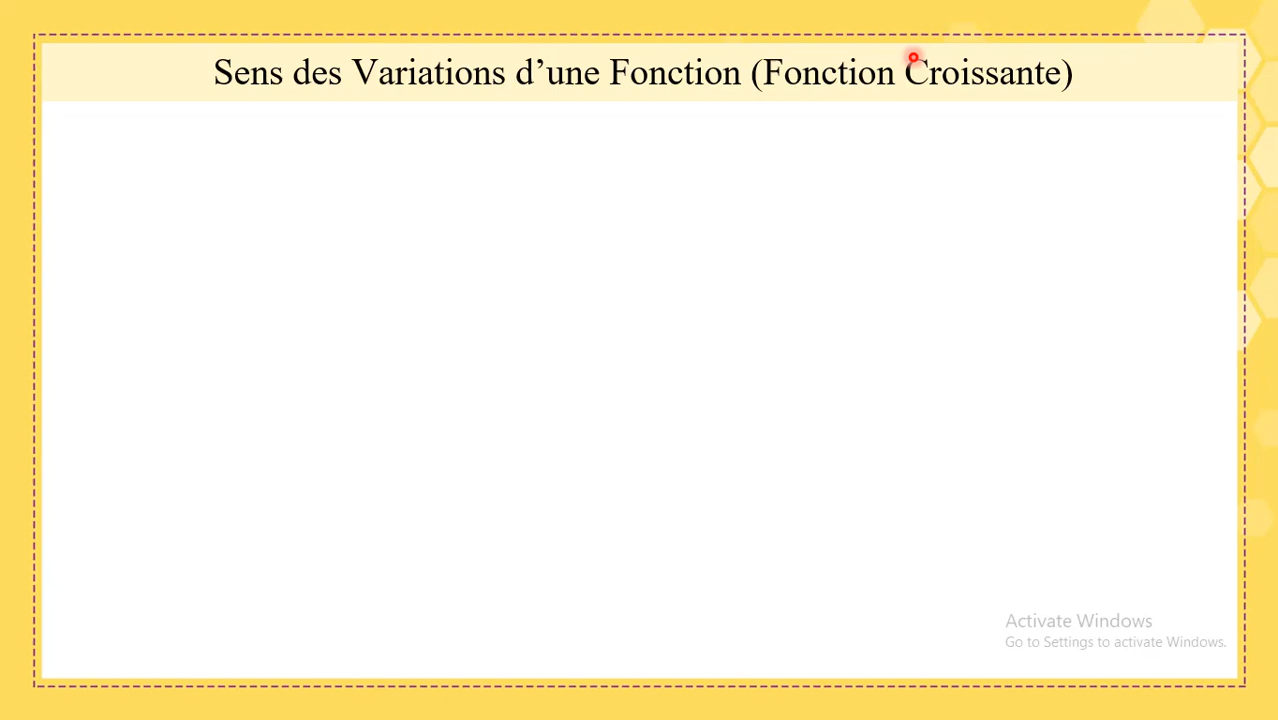 Sens des Variations d’une Fonction (Fonction Croissante)
Activate Windows
Go to Settings to activate Windows.